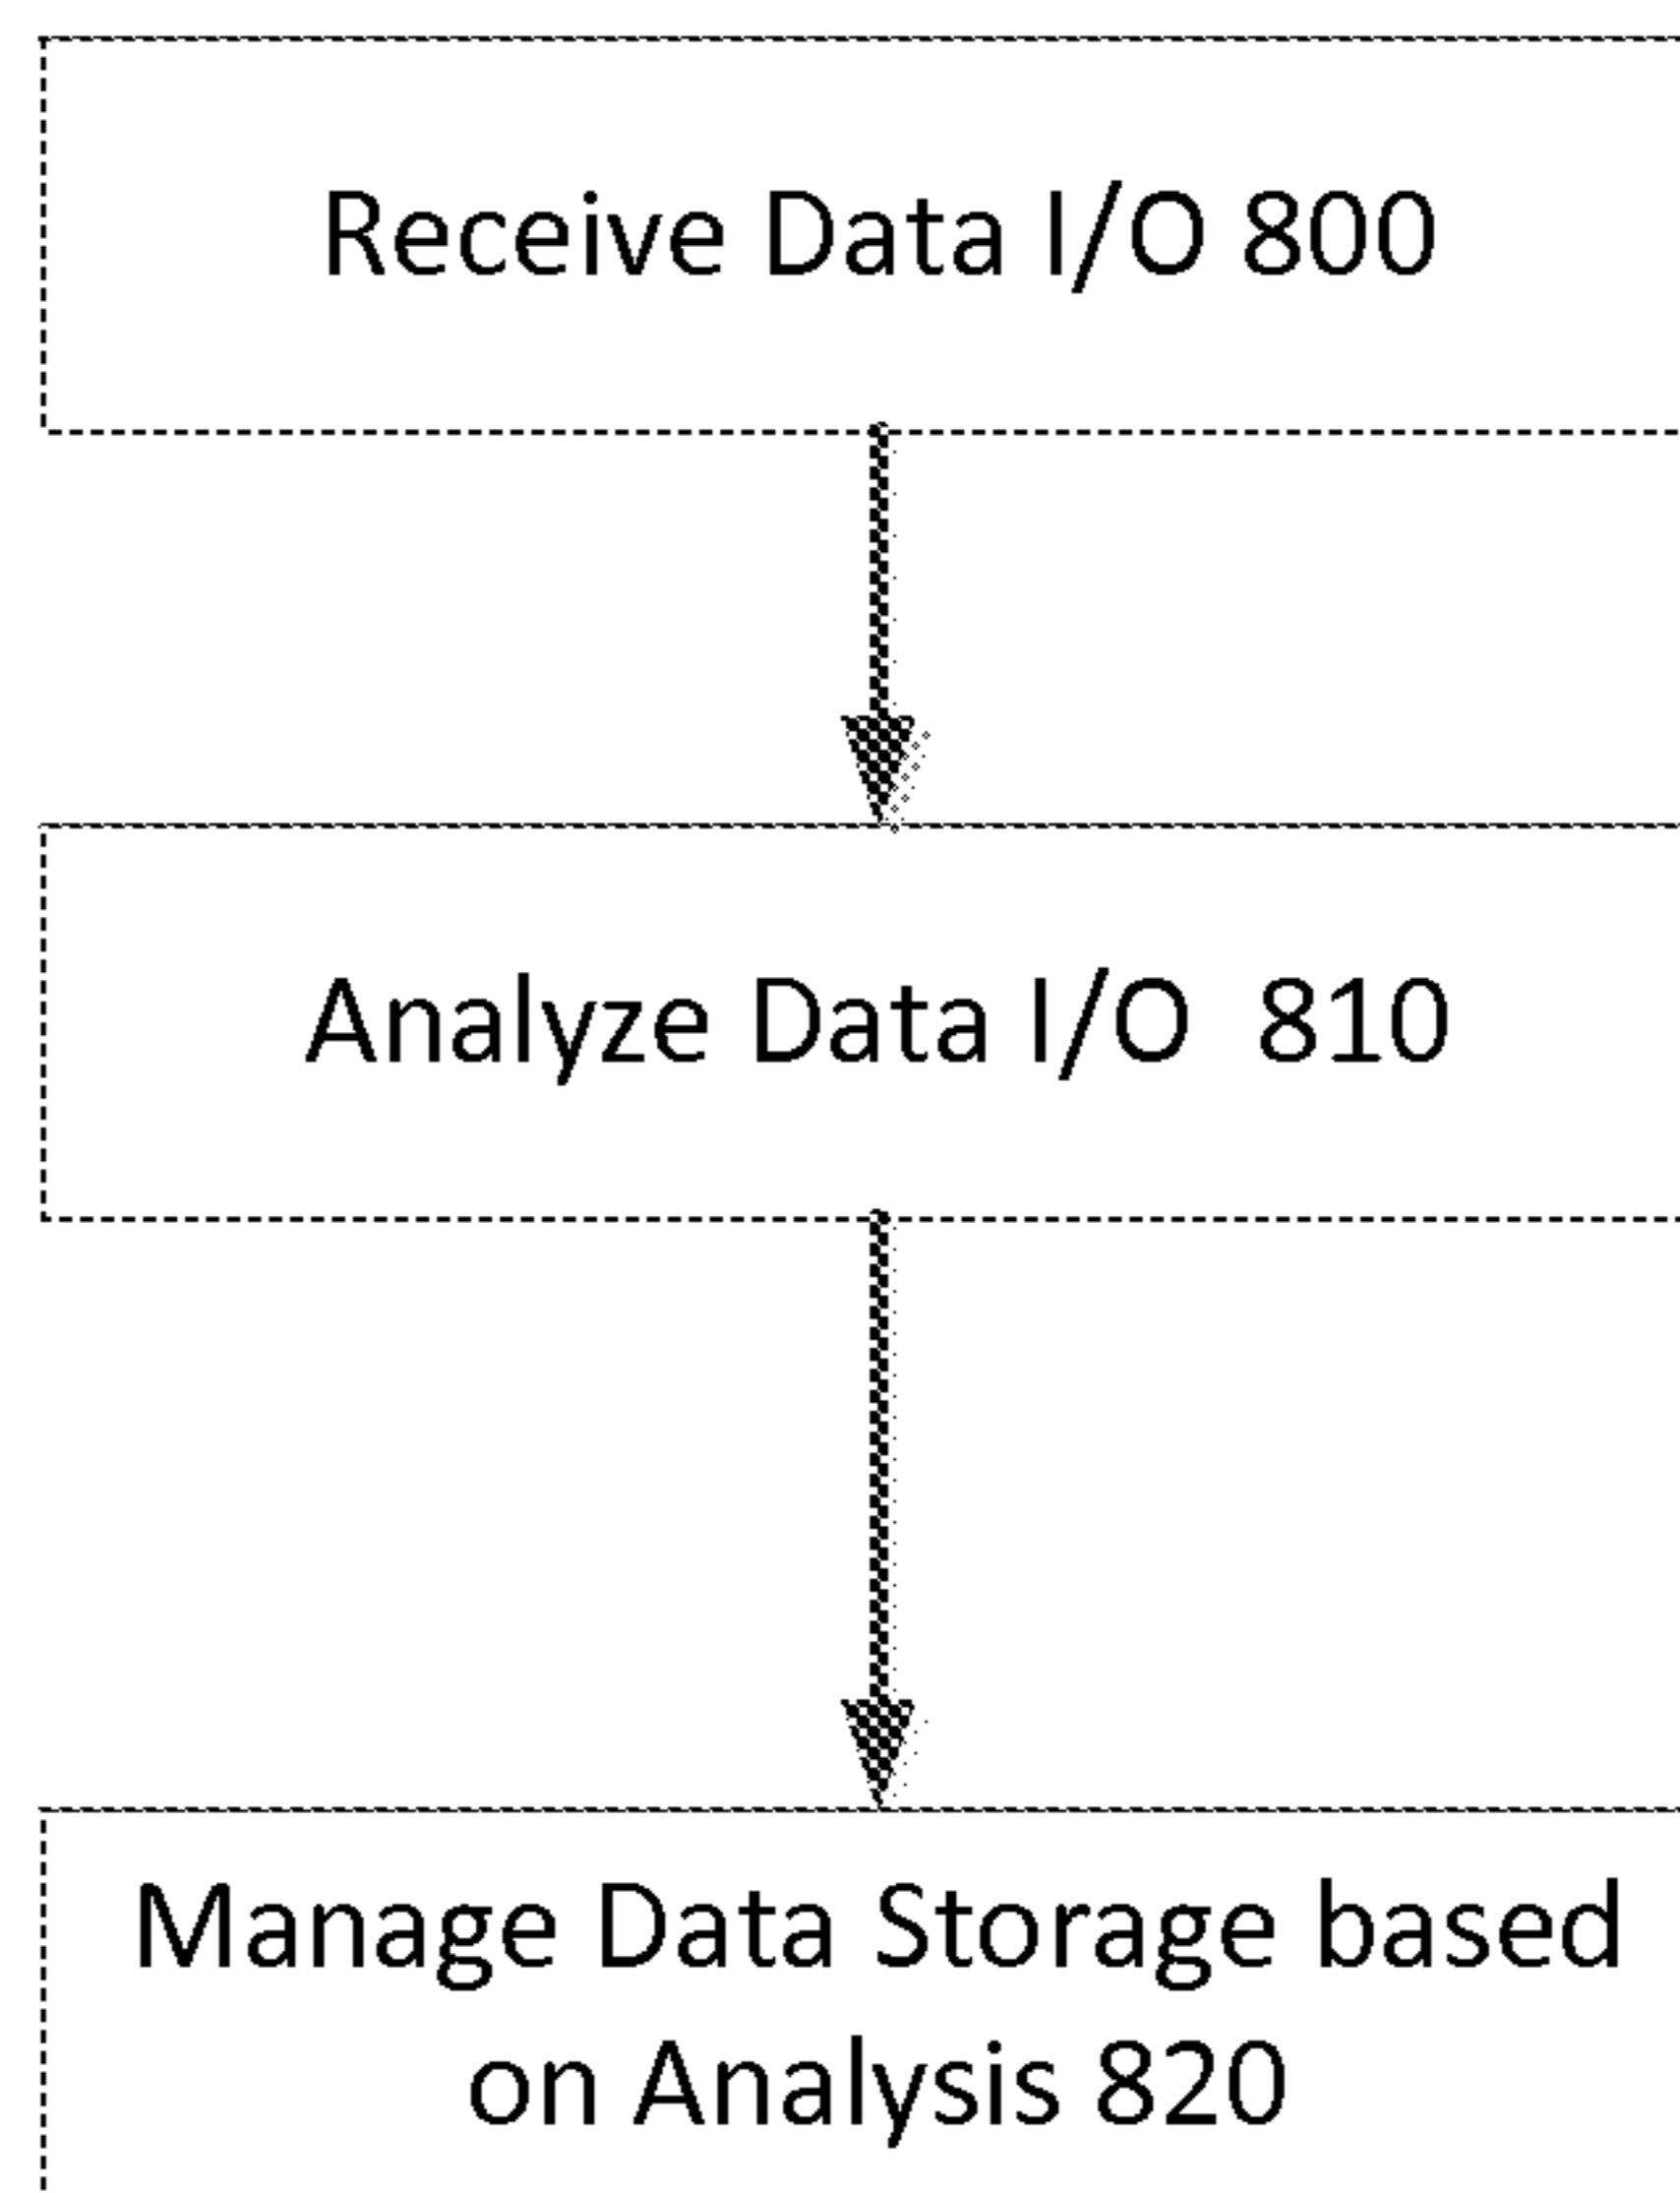 Receive Data I/O 800
Analyze Data I/O 810
Manage Data Storage based
on Analysis 820